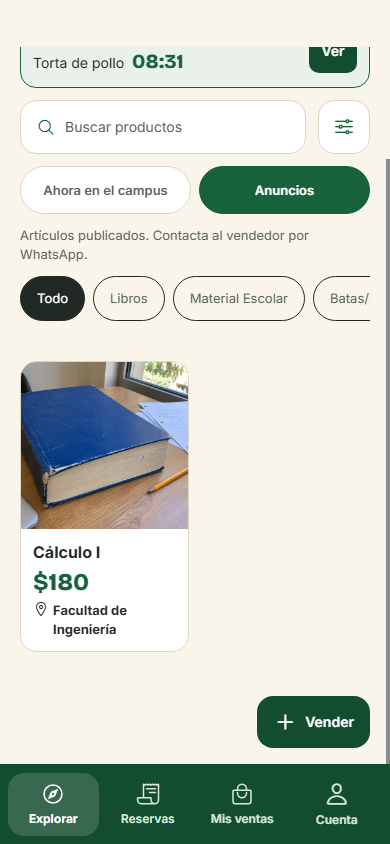 Torta de pollo 08:31
Ver
Buscar productos
Ahora en el campus
Anuncios
Artículos publicados. Contacta al vendedor por
WhatsApp.
Todo
Libros
Material Escolar
Batas/
Cálculo I
$180
Facultad de
Ingeniería
Vender
Explorar
Reservas
Mis ventas
Cuenta